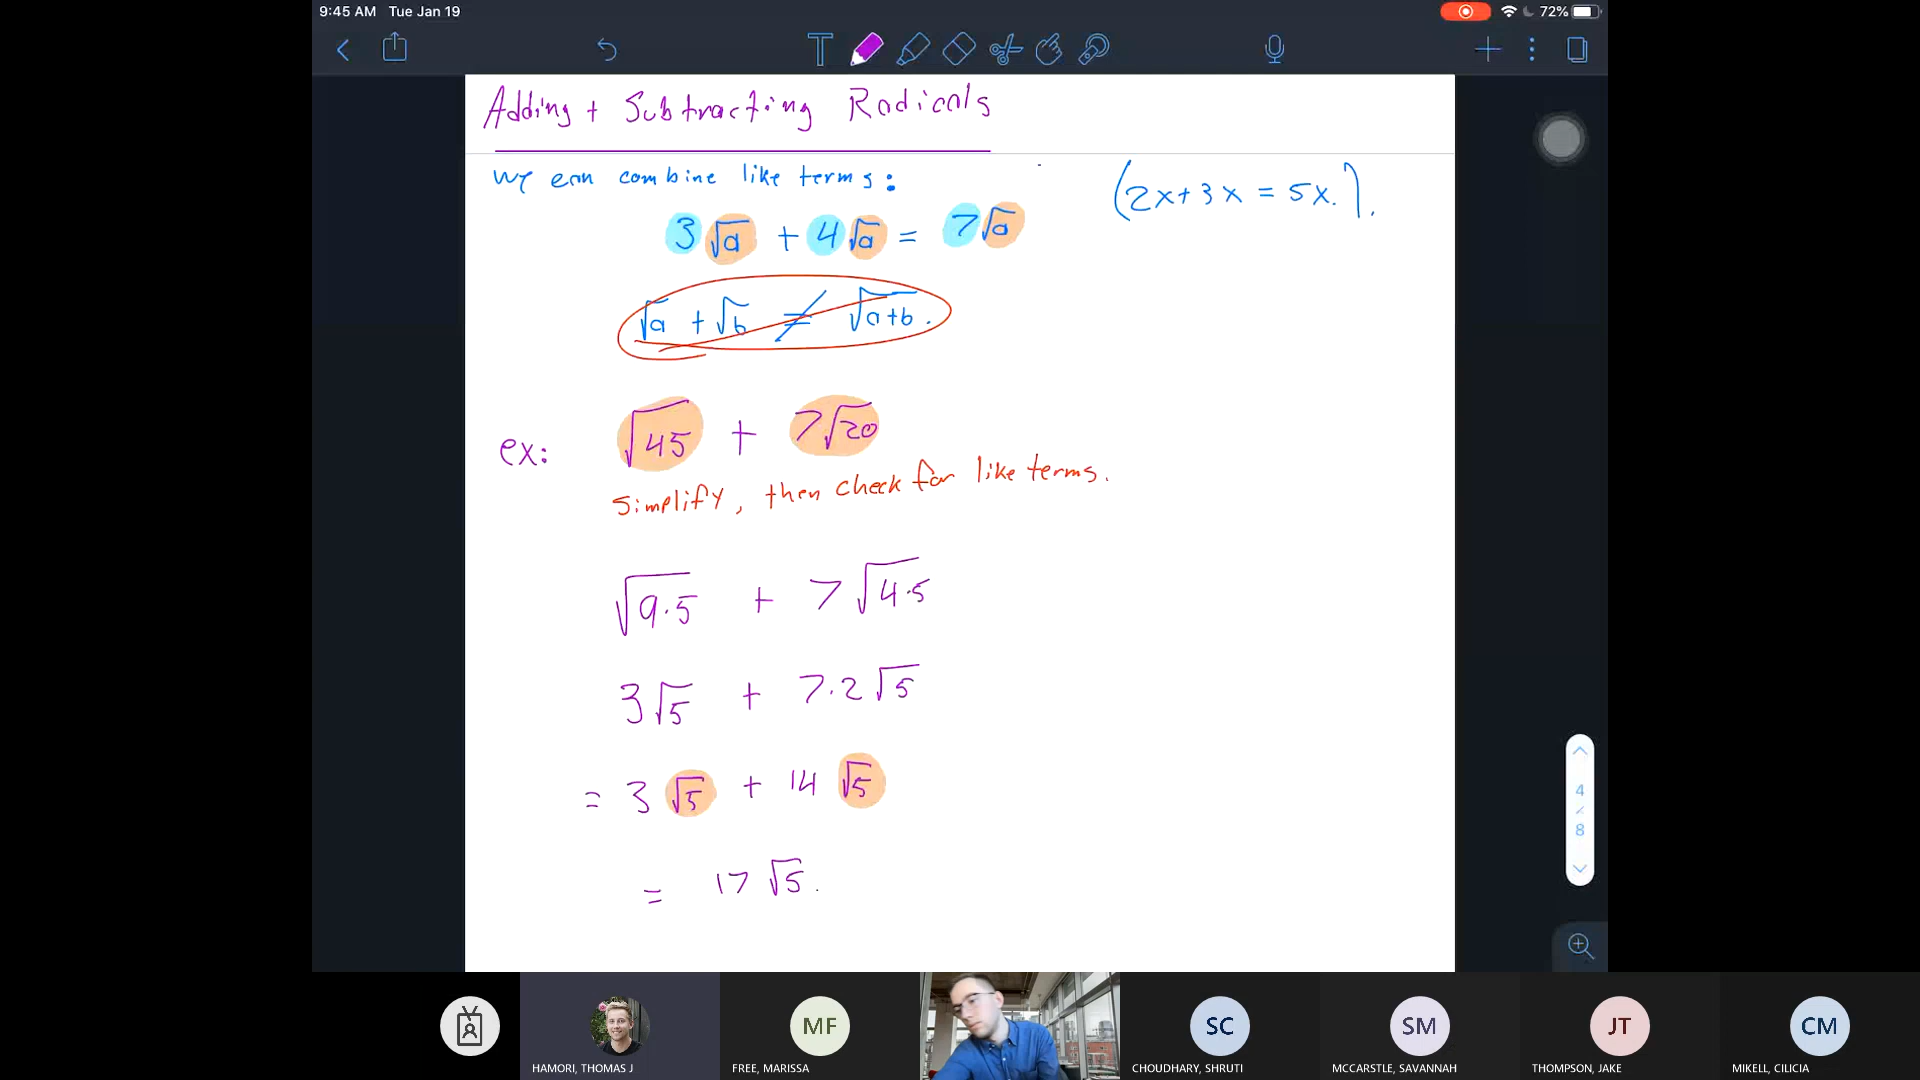 9:45 AM Tue Jan 19
72%
Adding + Subtracting Radicals
we can combine like terms:
(2x+3x = 5x.).
3√a + 4√a = 7√a
√a + √b ≠ √a+b.
ex: √45 + 7√20
simplify, then check for like terms.
√9·5 + 7√4·5
3√5 + 7·2√5
= 3√5 + 14√5
= 17√5.
4
/
8
MF
SC
SM
JT
CM
HAMORI, THOMAS J
FREE, MARISSA
CHOUDHARY, SHRUTI
MCCARSTLE, SAVANNAH
THOMPSON, JAKE
MIKELL, CILICIA